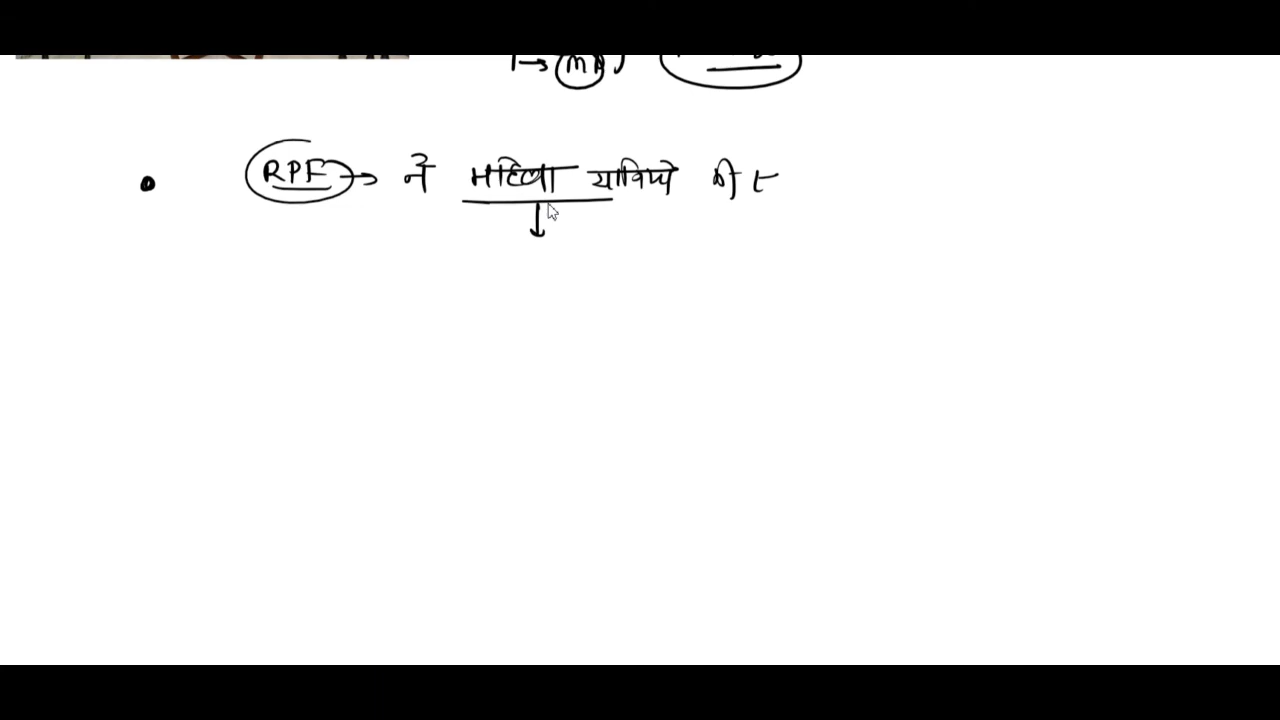 RPF → ने महिला यात्रियो की